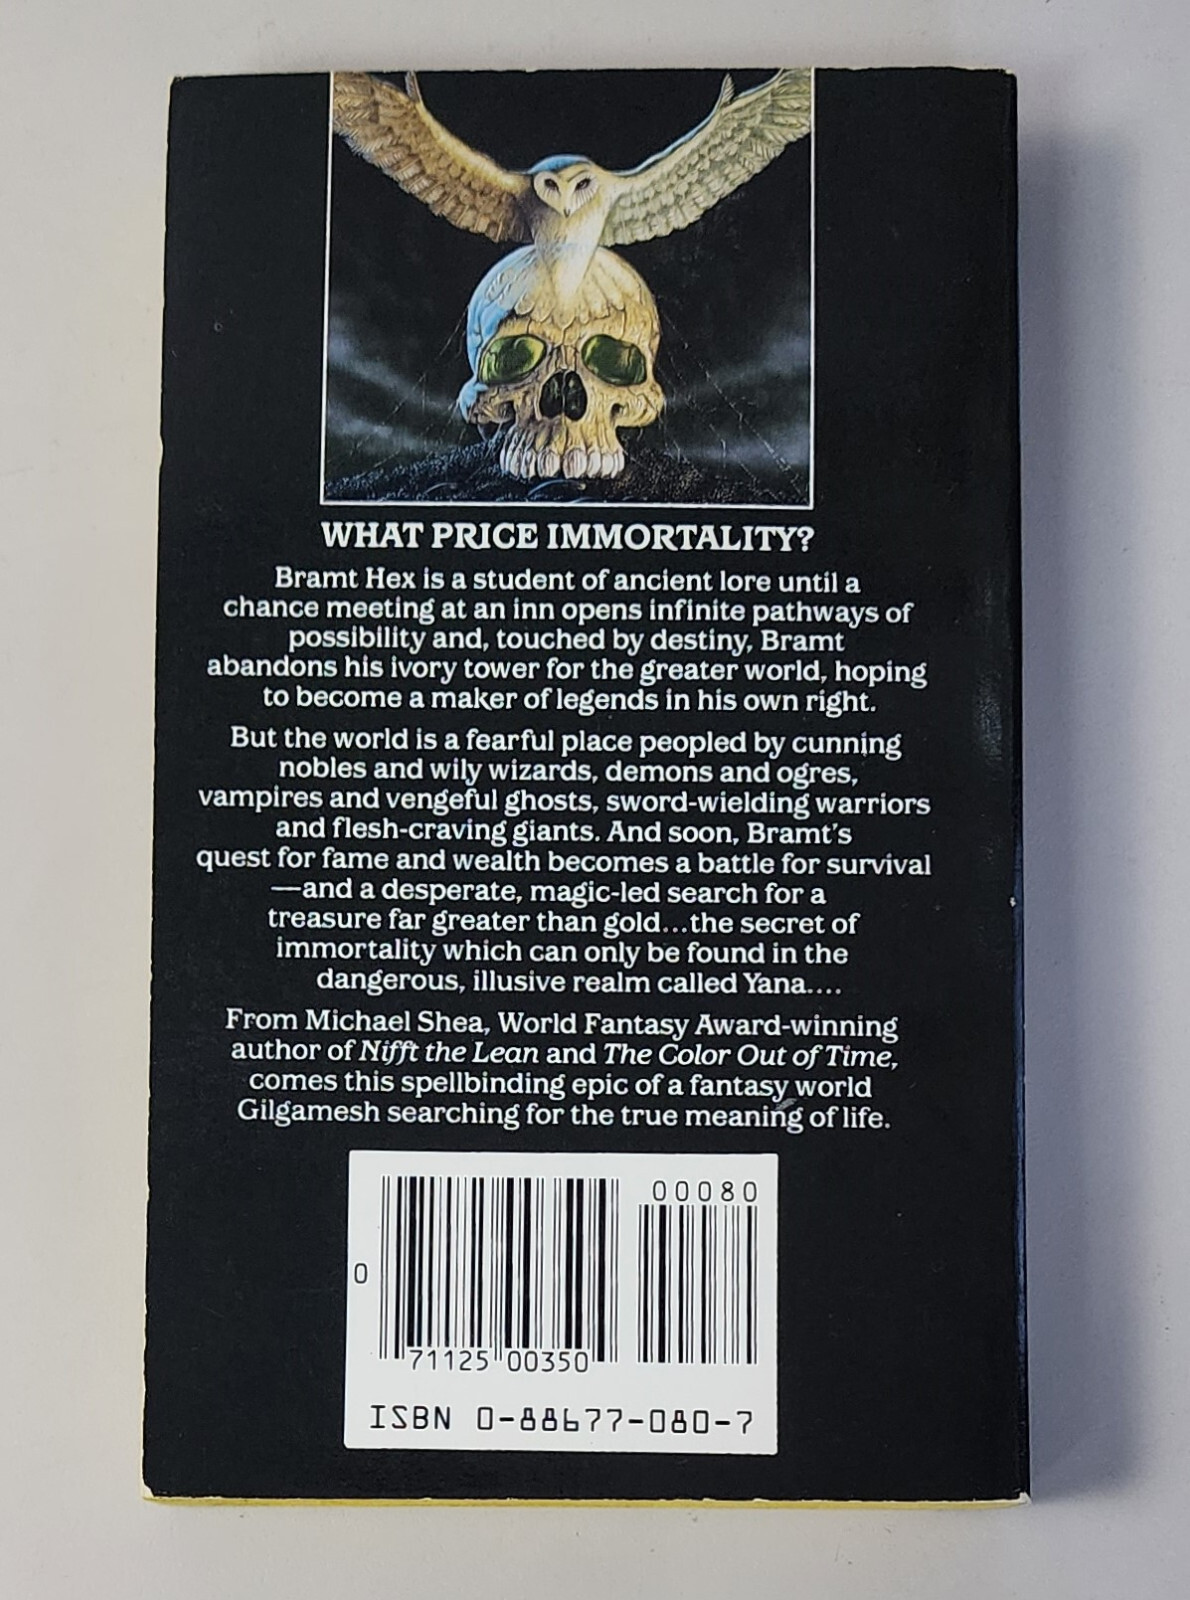 WHAT PRICE IMMORTALITY?
Bramt Hex is a student of ancient lore until a
chance meeting at an inn opens infinite pathways of
possibility and, touched by destiny, Bramt
abandons his ivory tower for the greater world, hoping
to become a maker of legends in his own right.
But the world is a fearful place peopled by cunning
nobles and wily wizards, demons and ogres,
vampires and vengeful ghosts, sword-wielding warriors
and flesh-craving giants. And soon, Bramt's
quest for fame and wealth becomes a battle for survival
—and a desperate, magic-led search for a
treasure far greater than gold...the secret of
immortality which can only be found in the
dangerous, illusive realm called Yana....
From Michael Shea, World Fantasy Award-winning
author of Nifft the Lean and The Color Out of Time,
comes this spellbinding epic of a fantasy world
Gilgamesh searching for the true meaning of life.
00080
0
71125 00350
ISBN 0-88677-080-7